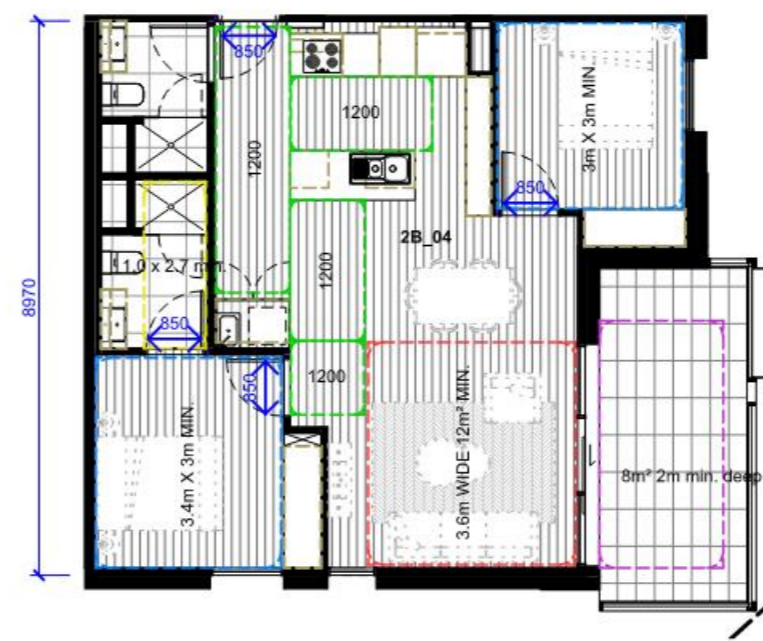 850
1200
1200
3m X 3m MIN.
850
2B_04
1.0 x 2.7 min.
1200
8970
850
850
1200
3.4m X 3m MIN.
3.6m WIDE 12m² MIN.
8m² 2m min. deep